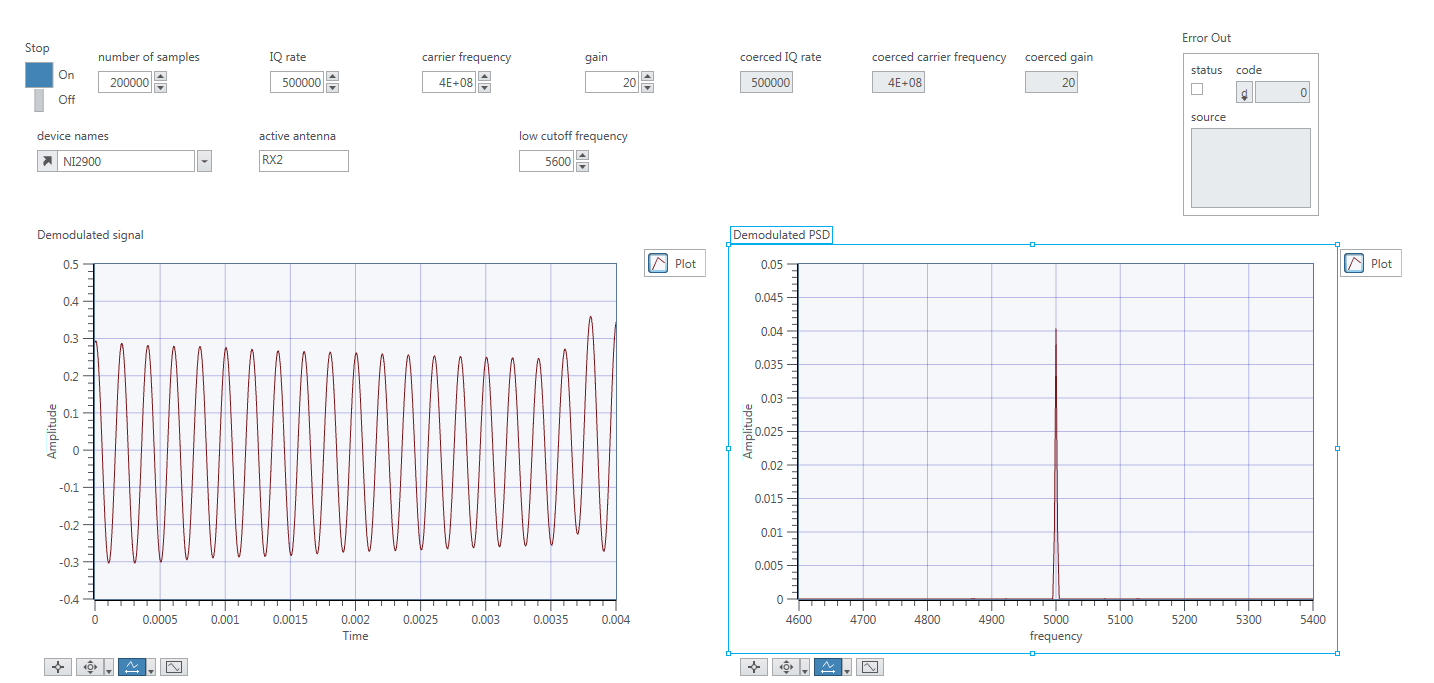 Error Out
Stop
number of samples IQ rate carrier frequency gain coerced IQ rate coerced carrier frequency coerced gain
status code
On
200000 500000 4E+08 20 500000 4E+08 20
d 0
Off
source
device names active antenna low cutoff frequency
NI2900 RX2 5600
Demodulated signal
Plot
0.5
0.4
0.3
0.2
0.1
0
-0.1
-0.2
-0.3
-0.4
Amplitude
0 0.0005 0.001 0.0015 0.002 0.0025 0.003 0.0035 0.004
Time
Demodulated PSD
Plot
0.05
0.045
0.04
0.035
0.03
0.025
0.02
0.015
0.01
0.005
0
Amplitude
4600 4700 4800 4900 5000 5100 5200 5300 5400
frequency